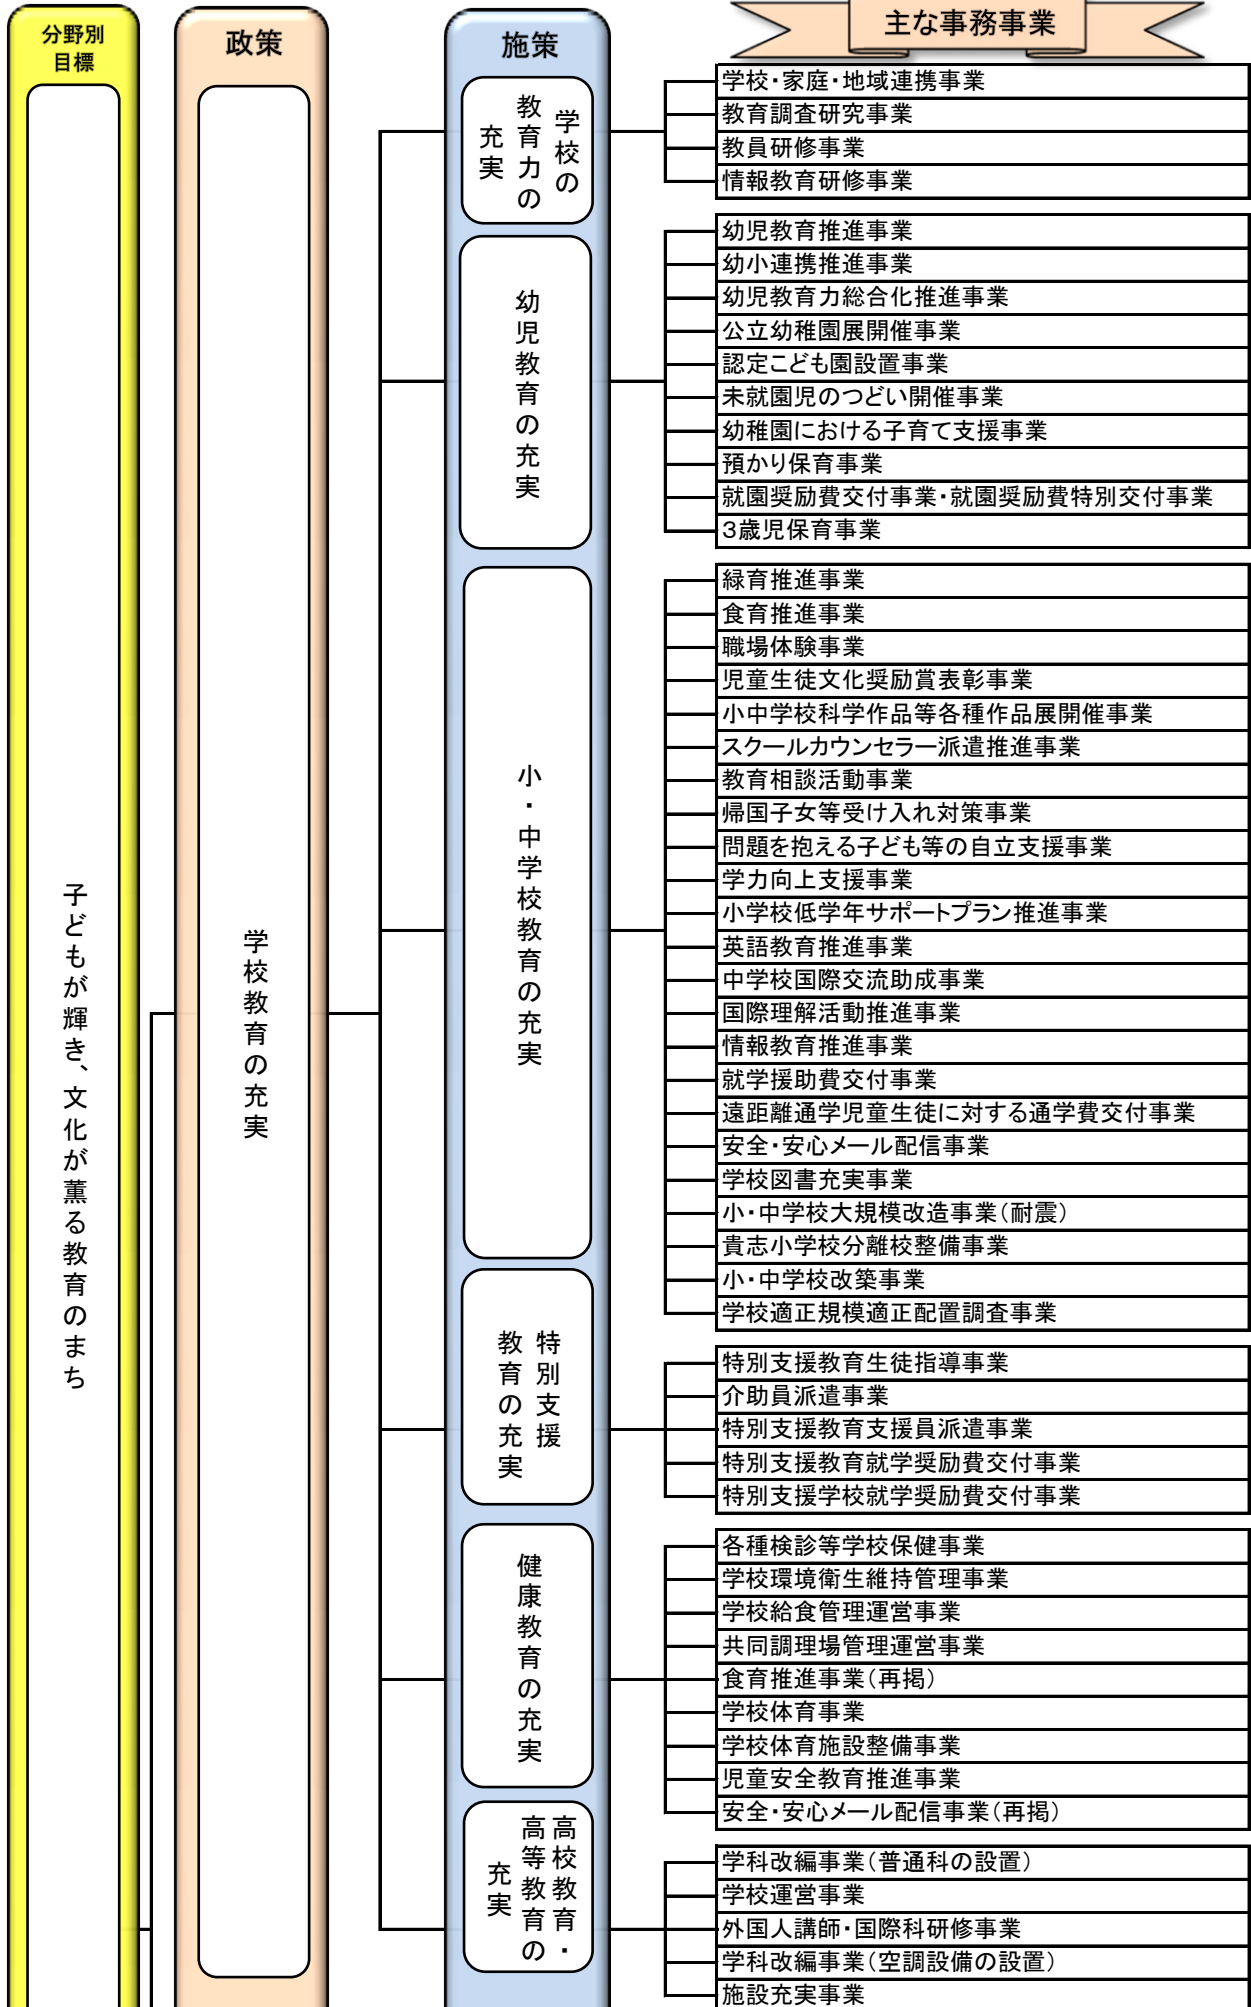 分野別
目標
子どもが輝き、文化が薫る教育のまち
政策
学校教育の充実
施策
主な事務事業
学校の
教育力の
充実
学校・家庭・地域連携事業
教育調査研究事業
教員研修事業
情報教育研修事業
幼児教育の充実
幼児教育推進事業
幼小連携推進事業
幼児教育力総合化推進事業
公立幼稚園展開催事業
認定こども園設置事業
未就園児のつどい開催事業
幼稚園における子育て支援事業
預かり保育事業
就園奨励費交付事業・就園奨励費特別交付事業
3歳児保育事業
小・中学校教育の充実
緑育推進事業
食育推進事業
職場体験事業
児童生徒文化奨励賞表彰事業
小中学校科学作品等各種作品展開催事業
スクールカウンセラー派遣推進事業
教育相談活動事業
帰国子女等受け入れ対策事業
問題を抱える子ども等の自立支援事業
学力向上支援事業
小学校低学年サポートプラン推進事業
英語教育推進事業
中学校国際交流助成事業
国際理解活動推進事業
情報教育推進事業
就学援助費交付事業
遠距離通学児童生徒に対する通学費交付事業
安全・安心メール配信事業
学校図書充実事業
小・中学校大規模改造事業(耐震)
貴志小学校分離校整備事業
小・中学校改築事業
学校適正規模適正配置調査事業
特別支援
教育の充実
特別支援教育生徒指導事業
介助員派遣事業
特別支援教育支援員派遣事業
特別支援教育就学奨励費交付事業
特別支援学校就学奨励費交付事業
健康教育の充実
各種検診等学校保健事業
学校環境衛生維持管理事業
学校給食管理運営事業
共同調理場管理運営事業
食育推進事業(再掲)
学校体育事業
学校体育施設整備事業
児童安全教育推進事業
安全・安心メール配信事業(再掲)
高校教育・
高等教育の
充実
学科改編事業(普通科の設置)
学校運営事業
外国人講師・国際科研修事業
学科改編事業(空調設備の設置)
施設充実事業